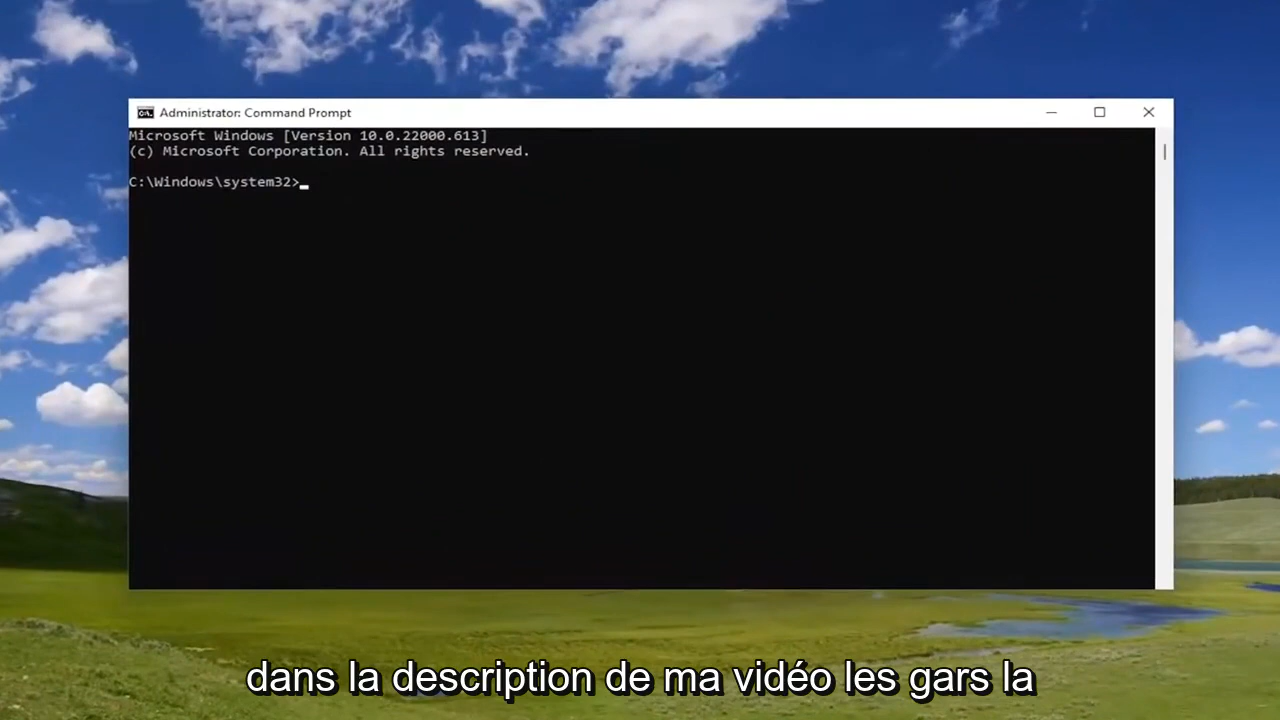 Administrator: Command Prompt
Microsoft Windows [Version 10.0.22000.613]
(c) Microsoft Corporation. All rights reserved.
C:\Windows\system32>
dans la description de ma vidéo les gars la